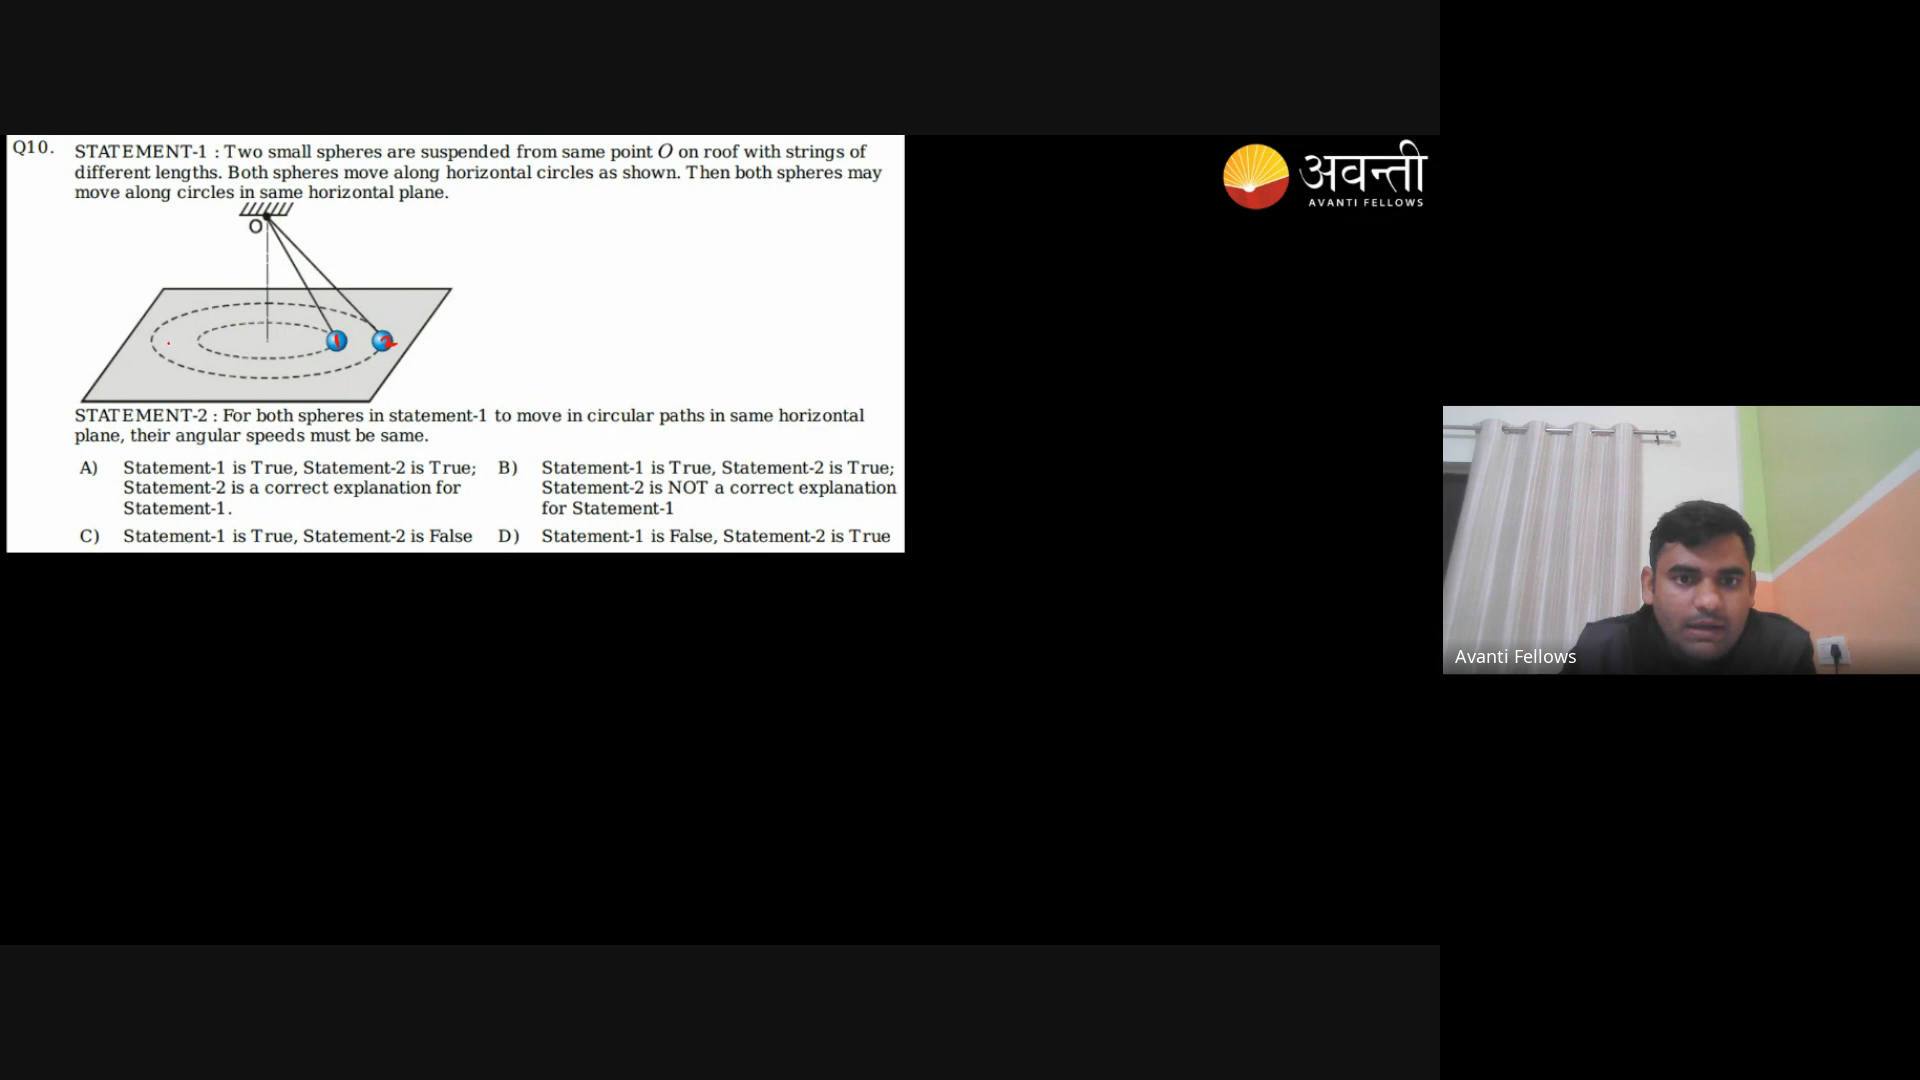 Q10. STATEMENT-1 : Two small spheres are suspended from same point O on roof with strings of
different lengths. Both spheres move along horizontal circles as shown. Then both spheres may
move along circles in same horizontal plane.
O
1 2
STATEMENT-2 : For both spheres in statement-1 to move in circular paths in same horizontal
plane, their angular speeds must be same.
A) Statement-1 is True, Statement-2 is True;
Statement-2 is a correct explanation for
Statement-1.
B) Statement-1 is True, Statement-2 is True;
Statement-2 is NOT a correct explanation
for Statement-1
C) Statement-1 is True, Statement-2 is False
D) Statement-1 is False, Statement-2 is True
अवन्ती
AVANTI FELLOWS
Avanti Fellows